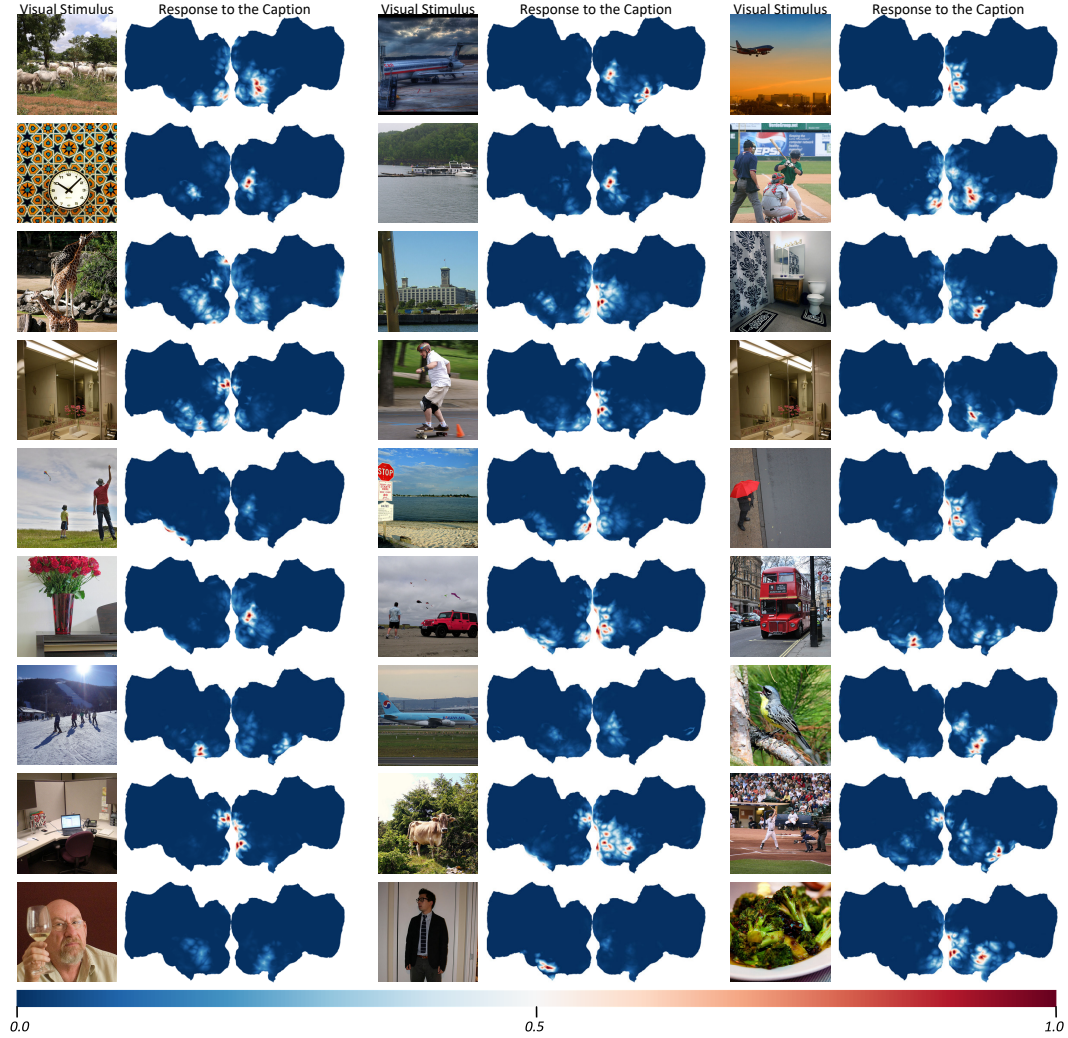 Visual Stimulus Response to the Caption Visual Stimulus Response to the Caption Visual Stimulus Response to the Caption
PEPSI
STOP
0.0 0.5 1.0